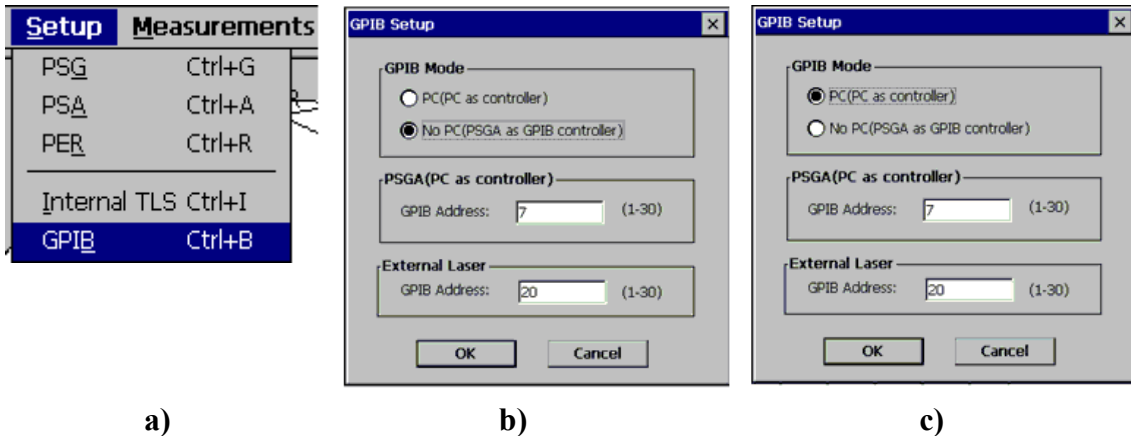 Setup Measurements
PSG Ctrl+G
PSA Ctrl+A
PER Ctrl+R
Internal TLS Ctrl+I
GPIB Ctrl+B
a)
GPIB Setup
GPIB Mode
PC(PC as controller)
No PC(PSGA as GPIB controller)
PSGA(PC as controller)
GPIB Address: 7 (1-30)
External Laser
GPIB Address: 20 (1-30)
OK Cancel
b)
GPIB Setup
GPIB Mode
PC(PC as controller)
No PC(PSGA as GPIB controller)
PSGA(PC as controller)
GPIB Address: 7 (1-30)
External Laser
GPIB Address: 20 (1-30)
OK Cancel
c)